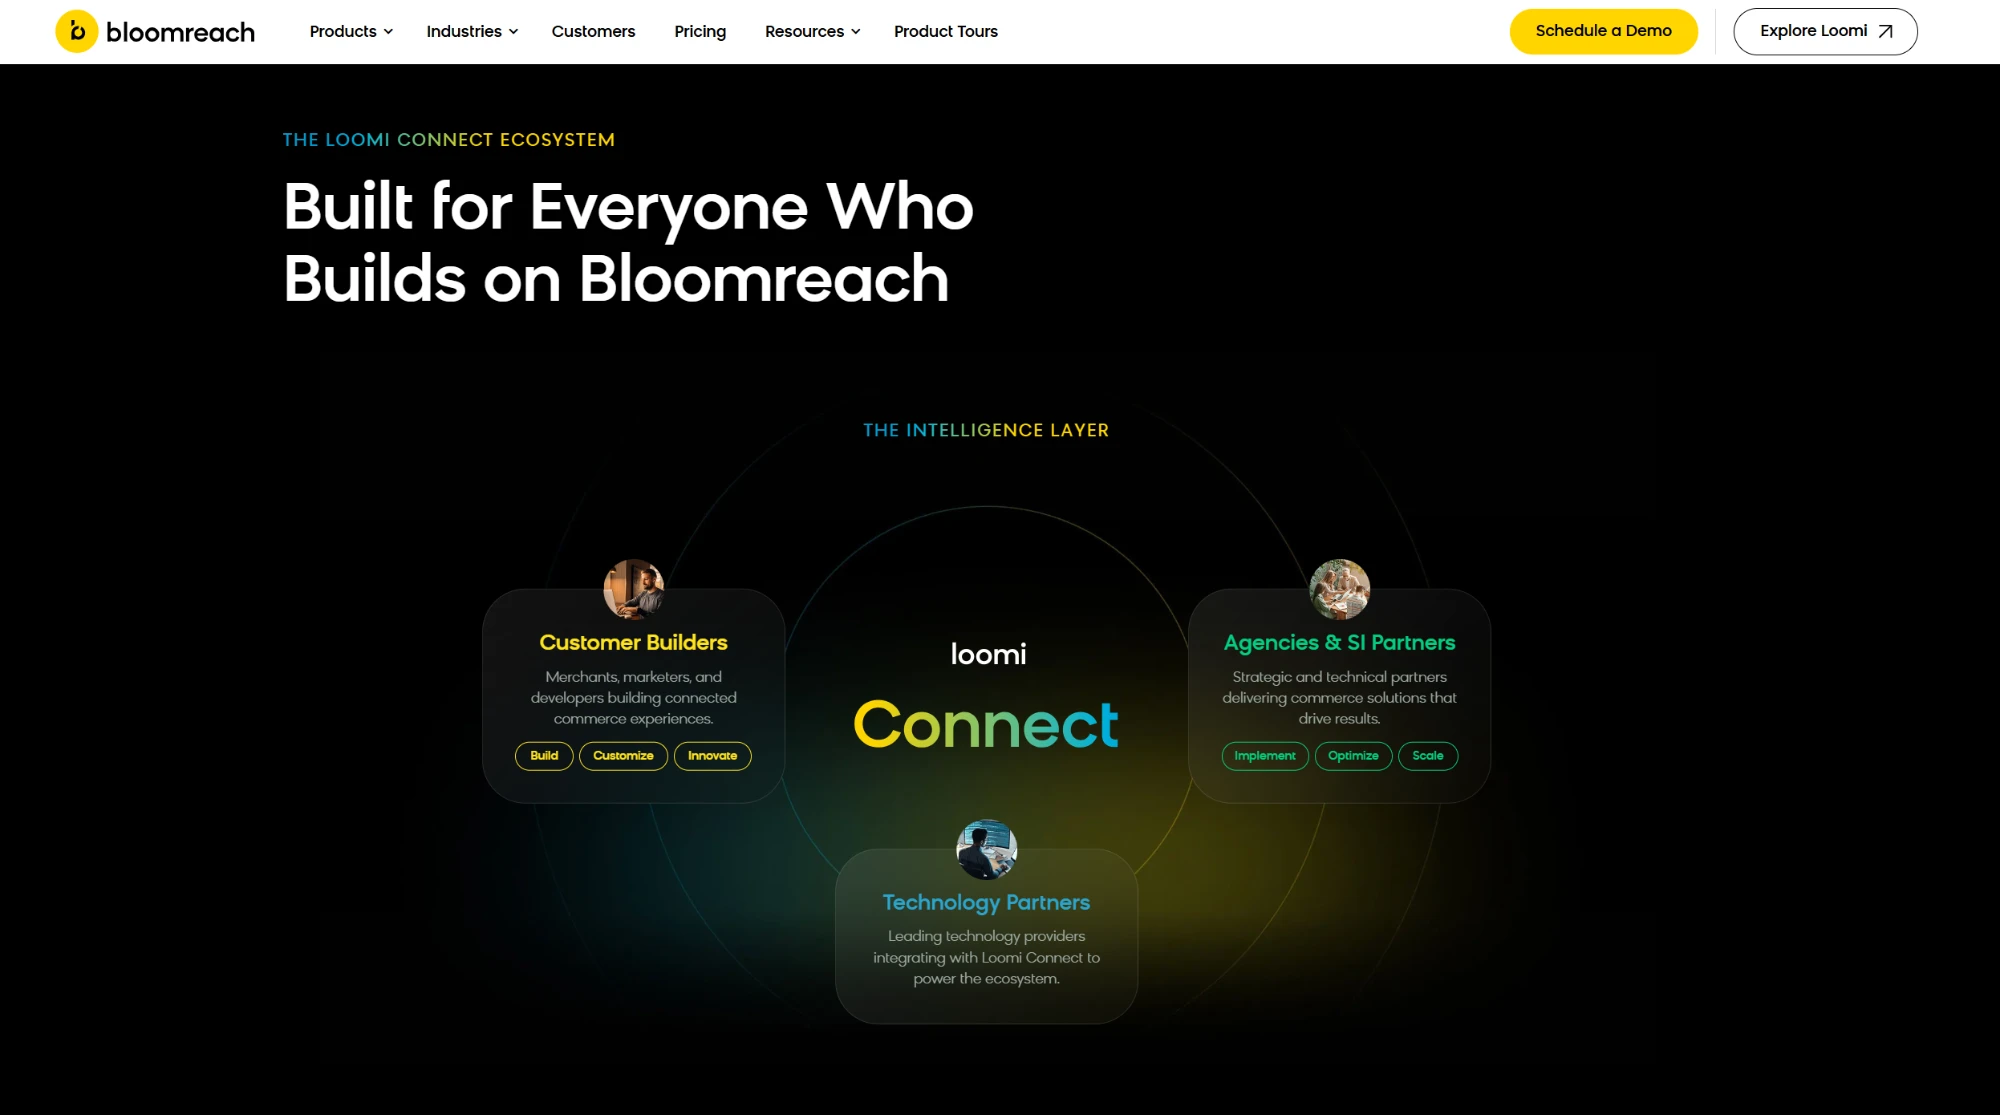 bloomreach
Products
Industries
Customers
Pricing
Resources
Product Tours
Schedule a Demo
Explore Loomi
THE LOOMI CONNECT ECOSYSTEM
Built for Everyone Who
Builds on Bloomreach
THE INTELLIGENCE LAYER
Customer Builders
Merchants, marketers, and
developers building connected
commerce experiences.
Build
Customize
Innovate
loomi
Connect
Agencies & SI Partners
Strategic and technical partners
delivering commerce solutions that
drive results.
Implement
Optimize
Scale
Technology Partners
Leading technology providers
integrating with Loomi Connect to
power the ecosystem.